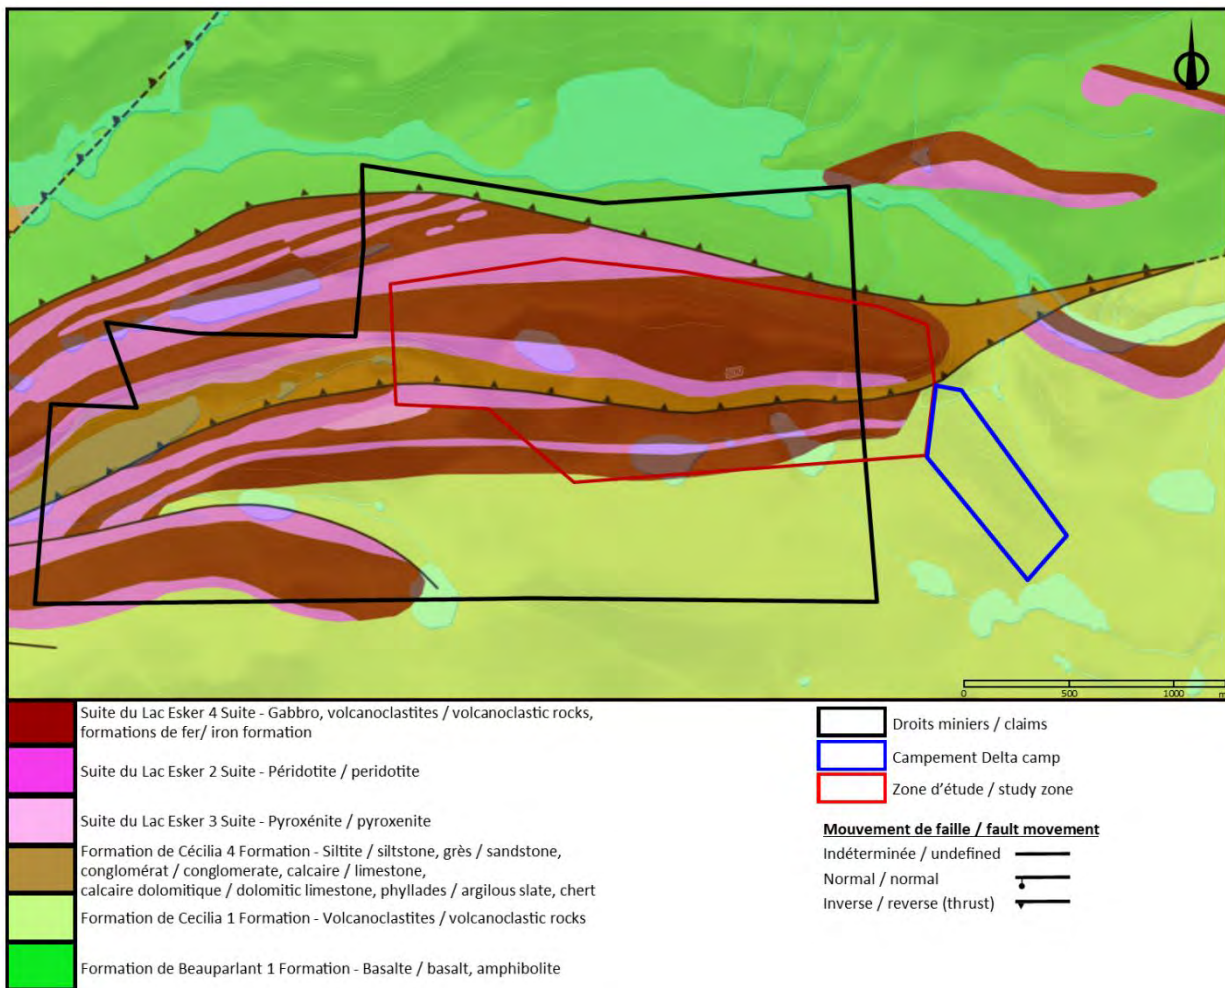 0 500 1000 m
Suite du Lac Esker 4 Suite - Gabbro, volcanoclastites / volcanoclastic rocks,
formations de fer/ iron formation
Suite du Lac Esker 2 Suite - Péridotite / peridotite
Suite du Lac Esker 3 Suite - Pyroxénite / pyroxenite
Formation de Cécilia 4 Formation - Siltite / siltstone, grès / sandstone,
conglomérat / conglomerate, calcaire / limestone,
calcaire dolomitique / dolomitic limestone, phyllades / argilous slate, chert
Formation de Cecilia 1 Formation - Volcanoclastites / volcanoclastic rocks
Formation de Beauparlant 1 Formation - Basalte / basalt, amphibolite
Droits miniers / claims
Campement Delta camp
Zone d'étude / study zone
Mouvement de faille / fault movement
Indéterminée / undefined
Normal / normal
Inverse / reverse (thrust)